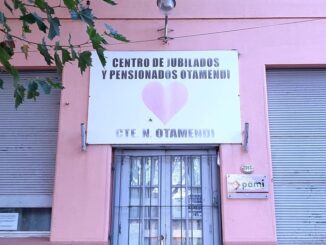 CENTRO DE JUBILADOS
Y PENSIONADOS OTAMENDI
CTE. N. OTAMENDI
pami